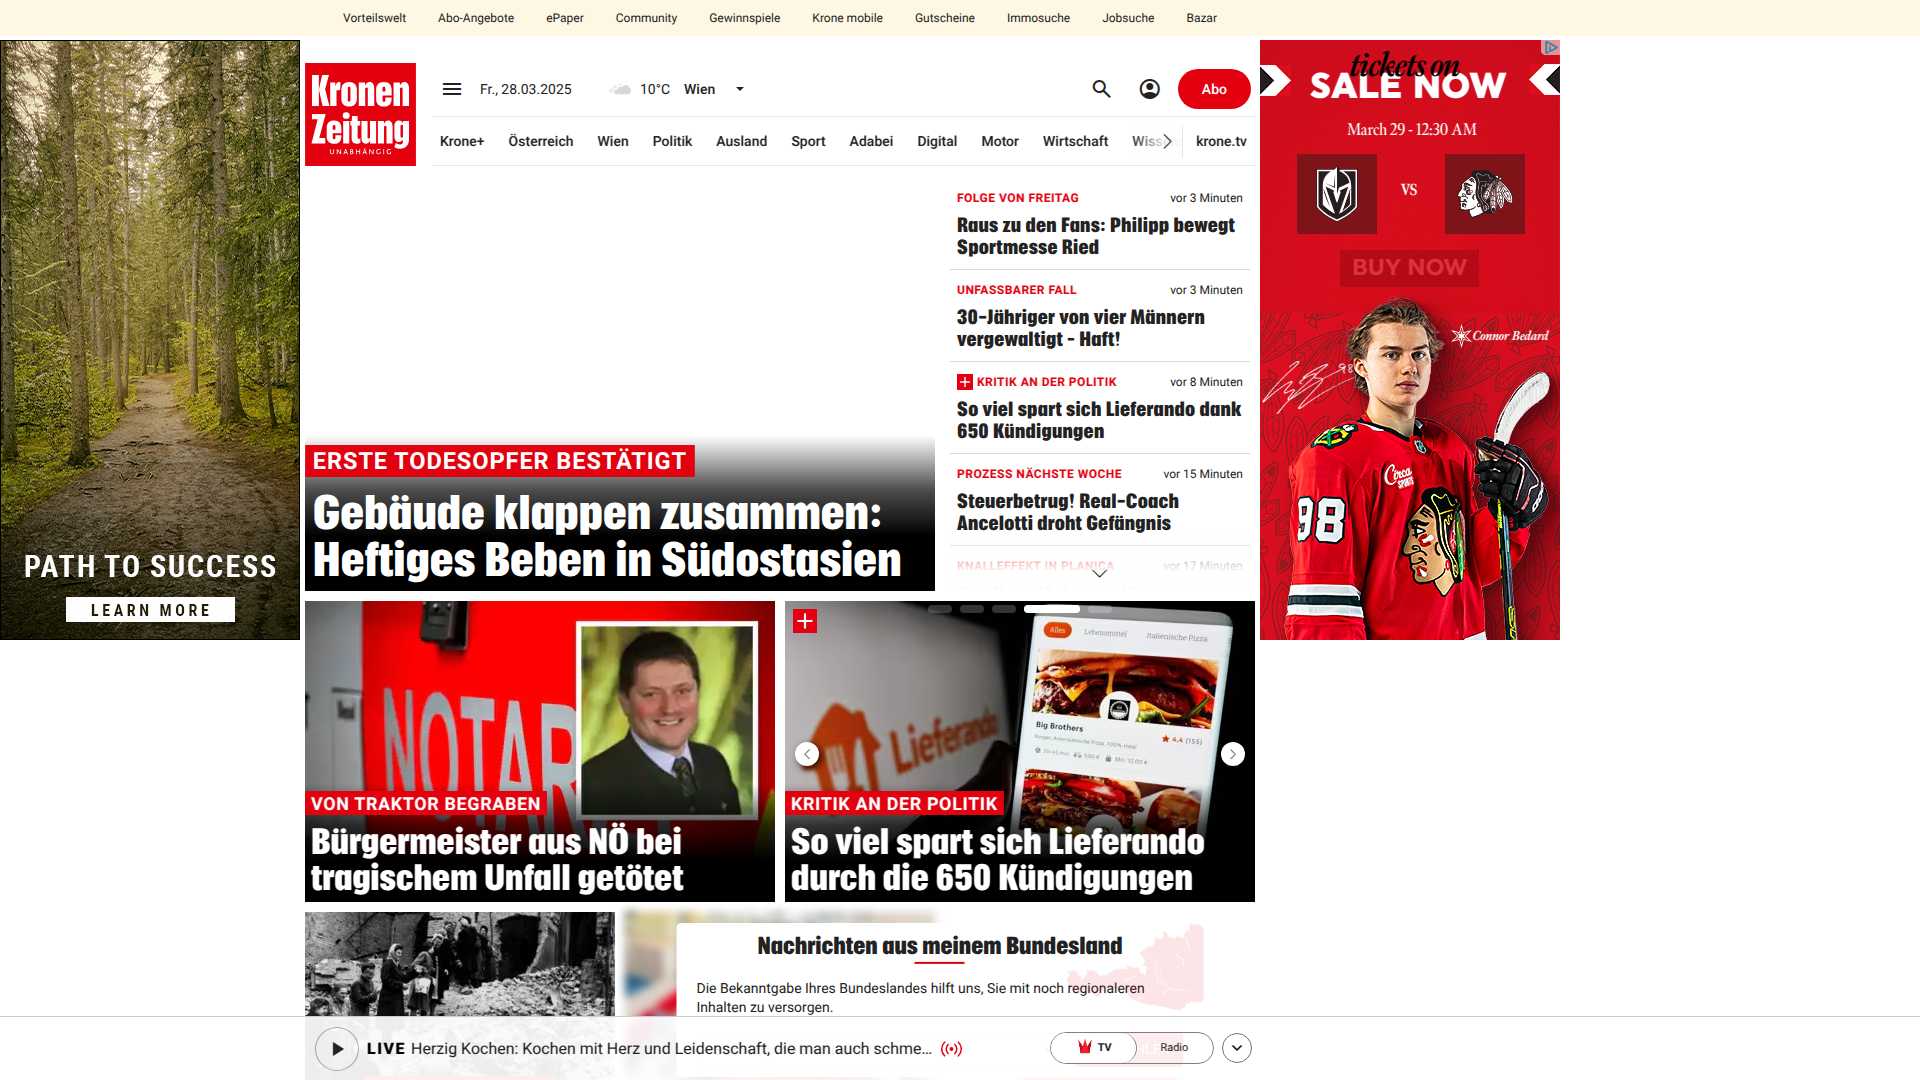 Vorteilswelt Abo-Angebote ePaper Community Gewinnspiele Krone mobile Gutscheine Immosuche Jobsuche Bazar
Kronen
Zeitung
UNABHÄNGIG
Fr., 28.03.2025 10°C Wien Abo
Krone+ Österreich Wien Politik Ausland Sport Adabei Digital Motor Wirtschaft Wiss krone.tv
PATH TO SUCCESS
LEARN MORE
ERSTE TODESOPFER BESTÄTIGT
Gebäude klappen zusammen:
Heftiges Beben in Südostasien
FOLGE VON FREITAG vor 3 Minuten
Raus zu den Fans: Philipp bewegt
Sportmesse Ried
UNFASSBARER FALL vor 3 Minuten
30-Jähriger von vier Männern
vergewaltigt - Haft!
KRITIK AN DER POLITIK vor 8 Minuten
So viel spart sich Lieferando dank
650 Kündigungen
PROZESS NÄCHSTE WOCHE vor 15 Minuten
Steuerbetrug! Real-Coach
Ancelotti droht Gefängnis
KNALLEFFEKT IN PLANICA vor 17 Minuten
tickets on
SALE NOW
March 29 - 12:30 AM
VS
BUY NOW
Connor Bedard
98
Circa
SPORTS
98
NOTAR
VON TRAKTOR BEGRABEN
Bürgermeister aus NÖ bei
tragischem Unfall getötet
Alles Lebensmittel Italienische Pizza
Lieferando
Big Brothers
4,4 (155)
KRITIK AN DER POLITIK
So viel spart sich Lieferando
durch die 650 Kündigungen
Nachrichten aus meinem Bundesland
Die Bekanntgabe Ihres Bundeslandes hilft uns, Sie mit noch regionaleren
Inhalten zu versorgen.
LIVE Herzig Kochen: Kochen mit Herz und Leidenschaft, die man auch schme... TV Radio